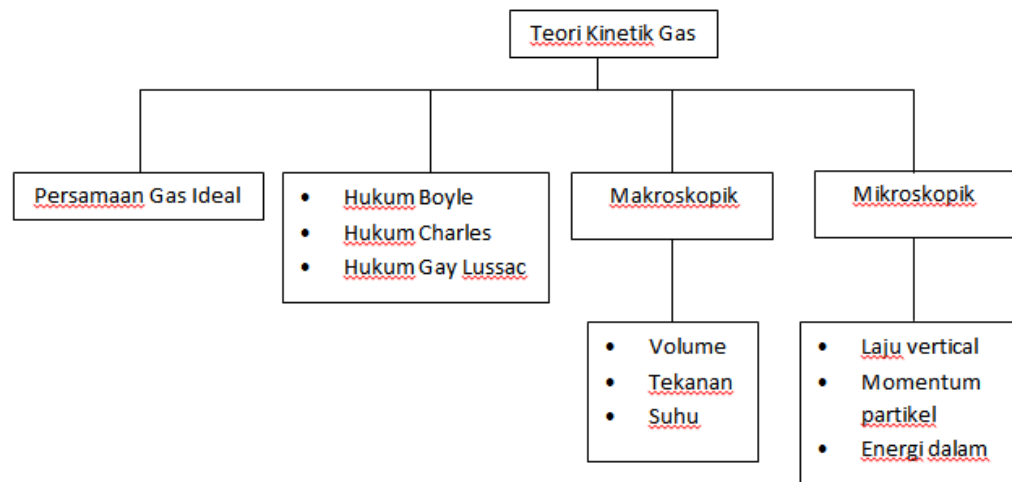 Teori Kinetik Gas
Persamaan Gas Ideal
• Hukum Boyle
• Hukum Charles
• Hukum Gay Lussac
Makroskopik
Mikroskopik
• Volume
• Tekanan
• Suhu
• Laju vertical
• Momentum
partikel
• Energi dalam